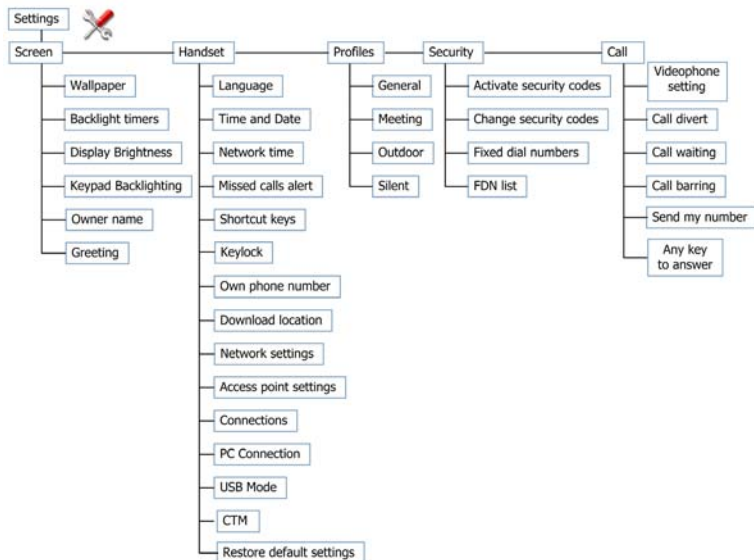 Settings
Screen
Wallpaper
Backlight timers
Display Brightness
Keypad Backlighting
Owner name
Greeting
Handset
Language
Time and Date
Network time
Missed calls alert
Shortcut keys
Keylock
Own phone number
Download location
Network settings
Access point settings
Connections
PC Connection
USB Mode
CTM
Restore default settings
Profiles
General
Meeting
Outdoor
Silent
Security
Activate security codes
Change security codes
Fixed dial numbers
FDN list
Call
Videophone
setting
Call divert
Call waiting
Call barring
Send my number
Any key
to answer